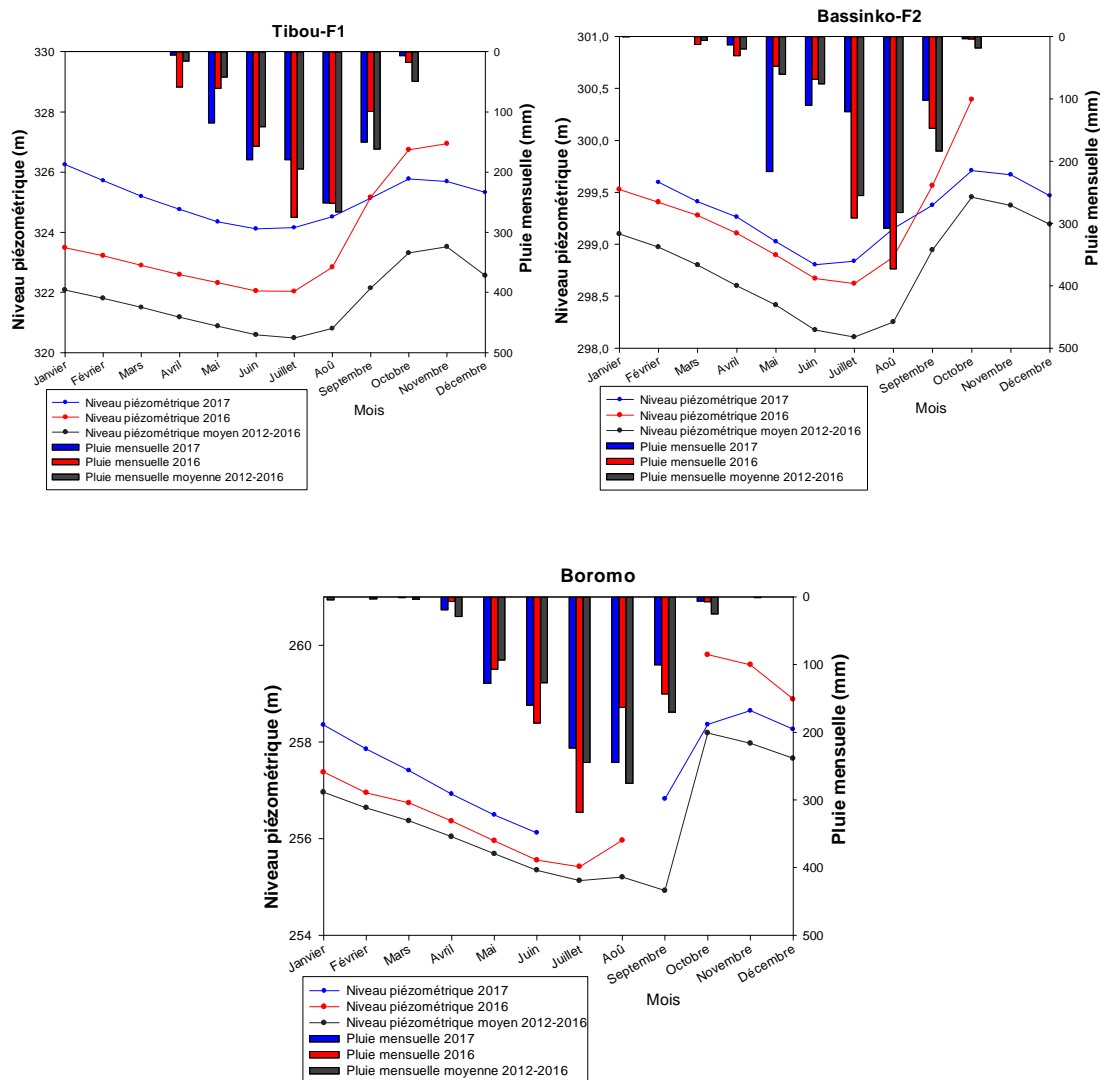 Tibou-F1
Niveau piézométrique (m)
330
328
326
324
322
320
0
100
200
300
400
500
Pluie mensuelle (mm)
Janvier
Février
Mars
Avril
Mai
Juin
Juillet
Aoû
Septembre
Octobre
Novembre
Décembre
Mois
Niveau piézométrique 2017
Niveau piézométrique 2016
Niveau piézométrique moyen 2012-2016
Pluie mensuelle 2017
Pluie mensuelle 2016
Pluie mensuelle moyenne 2012-2016
Bassinko-F2
Niveau piézométrique (m)
301,0
300,5
300,0
299,5
299,0
298,5
298,0
0
100
200
300
400
500
Pluie mensuelle (mm)
Janvier
Février
Mars
Avril
Mai
Juin
Juillet
Aoû
Septembre
Octobre
Novembre
Décembre
Mois
Niveau piézométrique 2017
Niveau piézométrique 2016
Niveau piézométrique moyen 2012-2016
Pluie mensuelle 2017
Pluie mensuelle 2016
Pluie mensuelle moyenne 2012-2016
Boromo
Niveau piézométrique (m)
260
258
256
254
0
100
200
300
400
500
Pluie mensuelle (mm)
Janvier
Février
Mars
Avril
Mai
Juin
Juillet
Aoû
Septembre
Octobre
Novembre
Décembre
Mois
Niveau piézométrique 2017
Niveau piézométrique 2016
Niveau piézométrique moyen 2012-2016
Pluie mensuelle 2017
Pluie mensuelle 2016
Pluie mensuelle moyenne 2012-2016